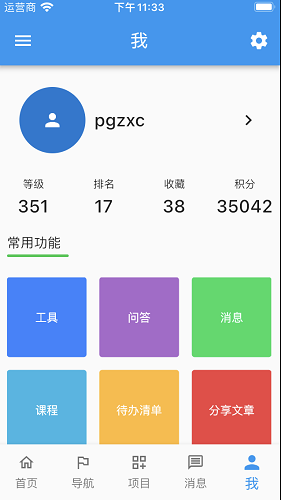 运营商 下午11:33
我
pgzxc
等级 排名 收藏 积分
351 17 38 35042
常用功能
工具 问答 消息
课程 待办清单 分享文章
首页 导航 项目 消息 我